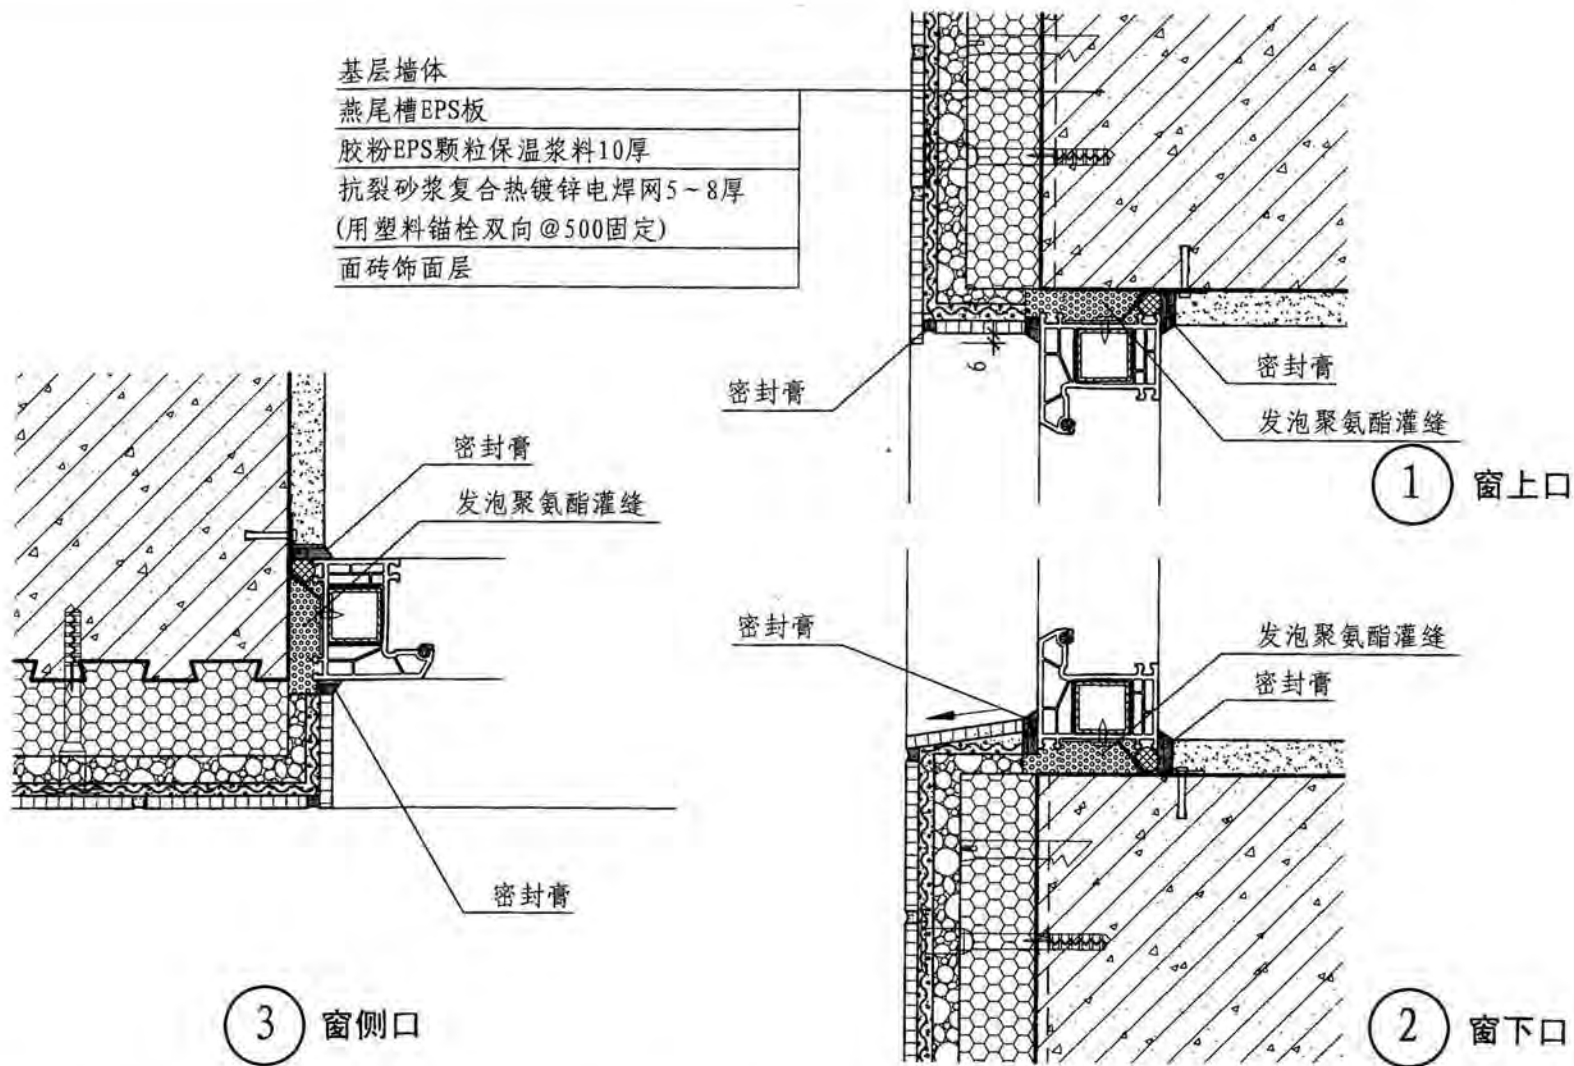 基层墙体
燕尾槽EPS板
胶粉EPS颗粒保温浆料10厚
抗裂砂浆复合热镀锌电焊网5~8厚
(用塑料锚栓双向@500固定)
面砖饰面层
密封膏
6
密封膏
发泡聚氨酯灌缝
1 窗上口
密封膏
发泡聚氨酯灌缝
密封膏
3 窗侧口
密封膏
发泡聚氨酯灌缝
密封膏
2 窗下口